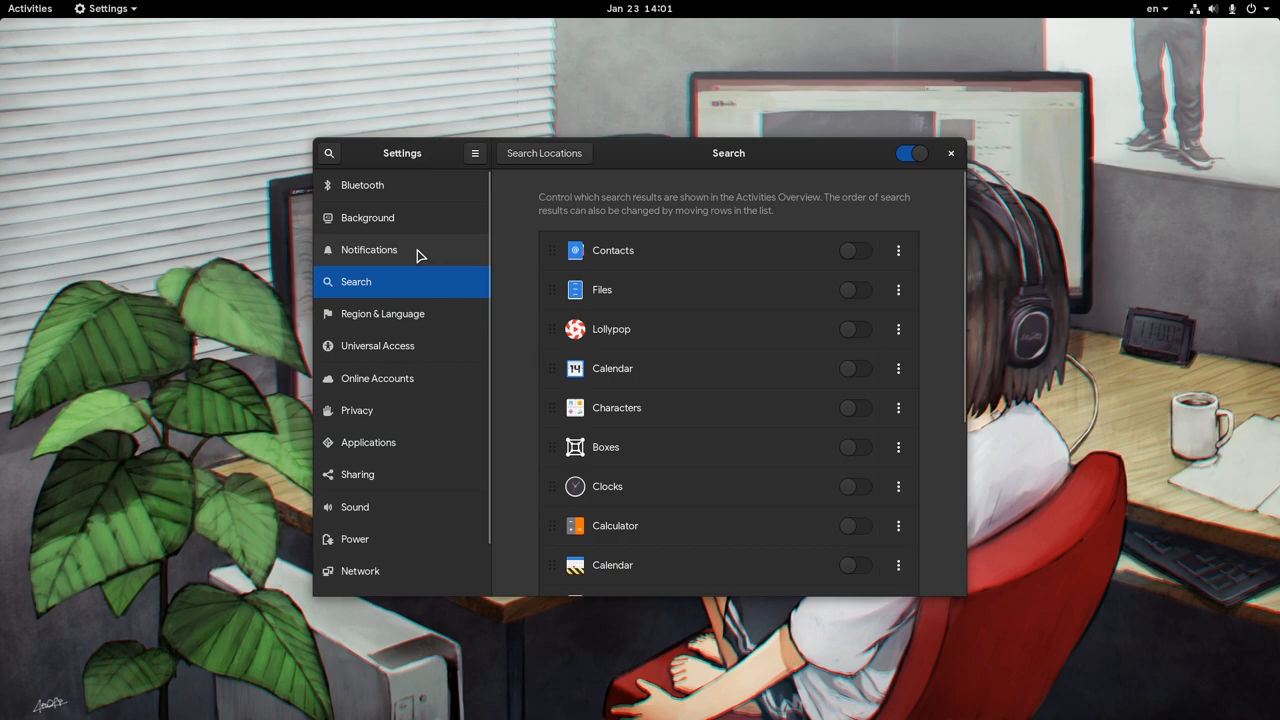 Activities
Settings
Jan 23 14:01
en
Settings
Search Locations
Search
Bluetooth
Background
Notifications
Search
Region & Language
Universal Access
Online Accounts
Privacy
Applications
Sharing
Sound
Power
Network
Control which search results are shown in the Activities Overview. The order of search
results can also be changed by moving rows in the list.
Contacts
Files
Lollypop
14
Calendar
Characters
Boxes
Clocks
Calculator
Calendar